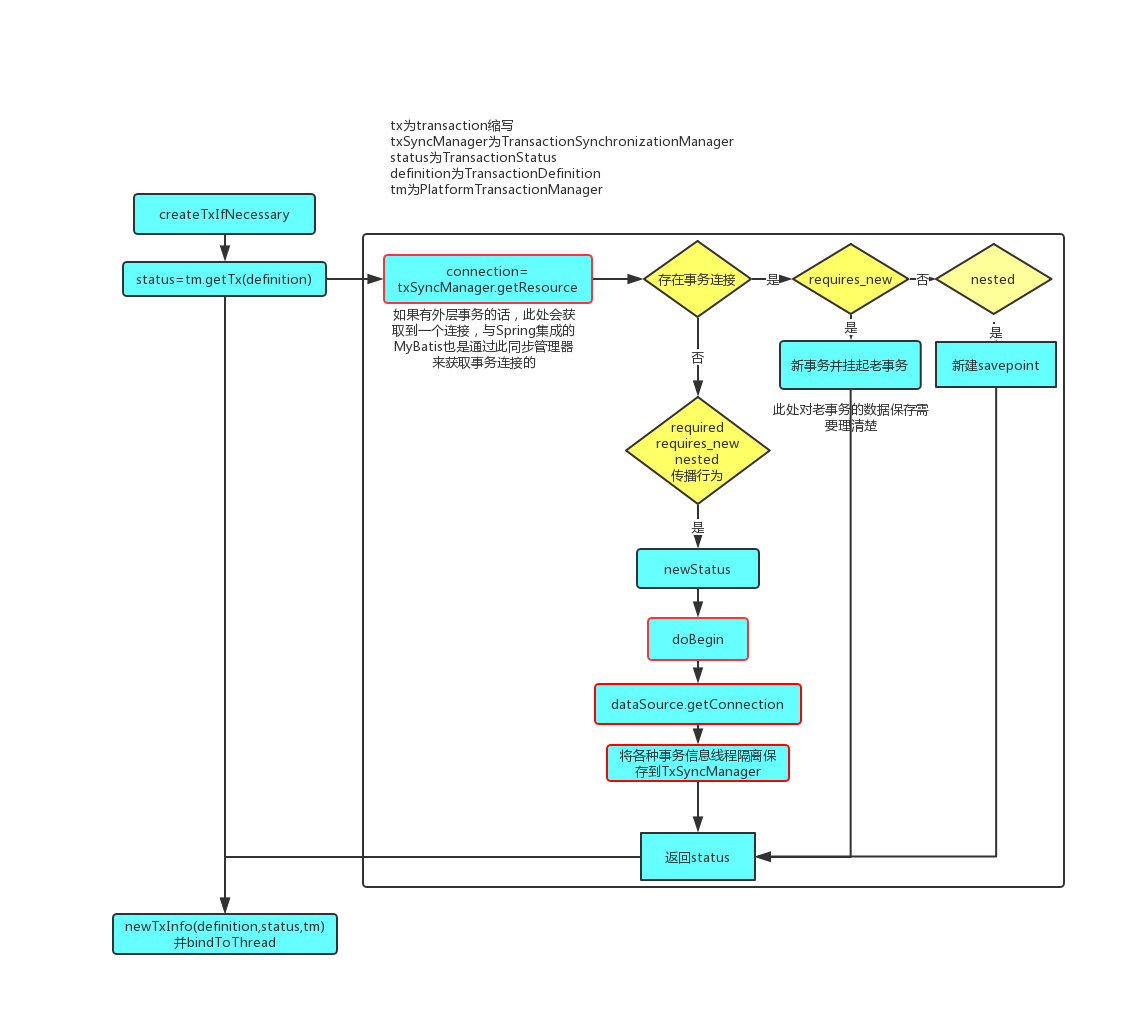 tx为transaction缩写
txSyncManager为TransactionSynchronizationManager
status为TransactionStatus
definition为TransactionDefinition
tm为PlatformTransactionManager
createTxIfNecessary
status=tm.getTx(definition)
connection=
txSyncManager.getResource
如果有外层事务的话，此处会获
取到一个连接，与Spring集成的
MyBatis也是通过此同步管理器
来获取事务连接的
存在事务连接
是
requires_new
否
nested
是
新事务并挂起老事务
此处对老事务的数据保存需
要理清楚
是
新建savepoint
否
required
requires_new
nested
传播行为
是
newStatus
doBegin
dataSource.getConnection
将各种事务信息线程隔离保
存到TxSyncManager
返回status
newTxInfo(definition,status,tm)
并bindToThread